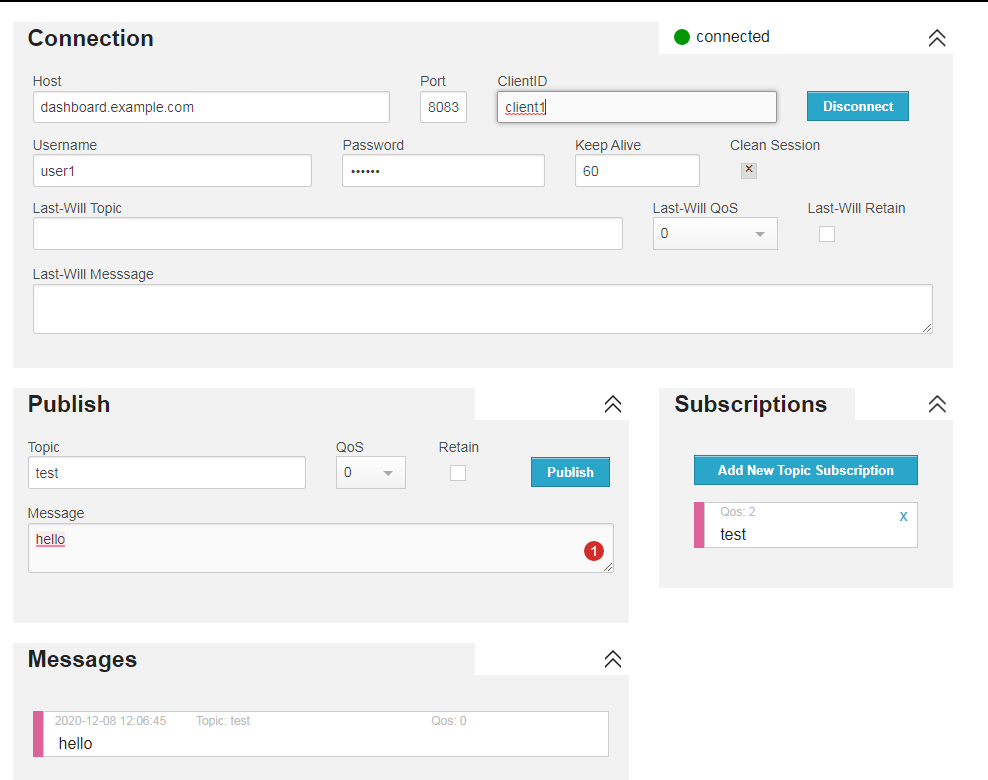 Connection
connected
Host
Port
ClientID
dashboard.example.com
8083
client1
Disconnect
Username
Password
Keep Alive
Clean Session
user1
••••••
60
Last-Will Topic
Last-Will QoS
Last-Will Retain
0
Last-Will Messsage
Publish
Topic
QoS
Retain
test
0
Publish
Message
hello
1
Subscriptions
Add New Topic Subscription
Qos: 2
x
test
Messages
2020-12-08 12:06:45
Topic: test
Qos: 0
hello